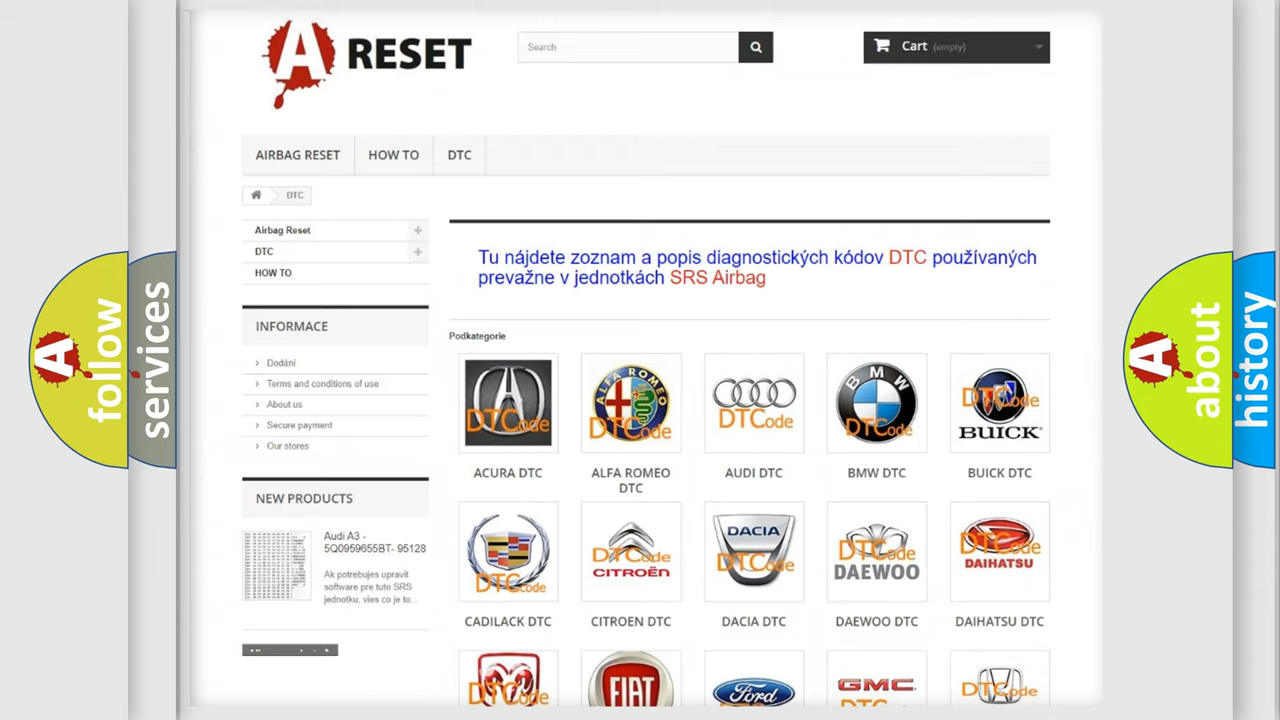 A RESET
Search
Cart (empty)
AIRBAG RESET
HOW TO
DTC
DTC
Airbag Reset
DTC
HOW TO
Tu nájdete zoznam a popis diagnostických kódov DTC používaných
prevažne v jednotkách SRS Airbag
INFORMACE
Dodání
Terms and conditions of use
About us
Secure payment
Our stores
NEW PRODUCTS
Audi A3 -
5Q0959655BT- 95128
Ak potrebujes upravit
software pre tuto SRS
jednotku, vies co je to...
Podkategorie
DTCode
ALFA ROMEO
DTCode
DTCode
BMW
DTCode
DTCode
BUICK
ACURA DTC
ALFA ROMEO
DTC
AUDI DTC
BMW DTC
BUICK DTC
DTCode
DTCode
CITROËN
DACIA
DTCode
DTCode
DAEWOO
DTCode
DAIHATSU
CADILACK DTC
CITROEN DTC
DACIA DTC
DAEWOO DTC
DAIHATSU DTC
DTCode
FIAT
Ford
GMC
DTCode
A follow
services
A about
history